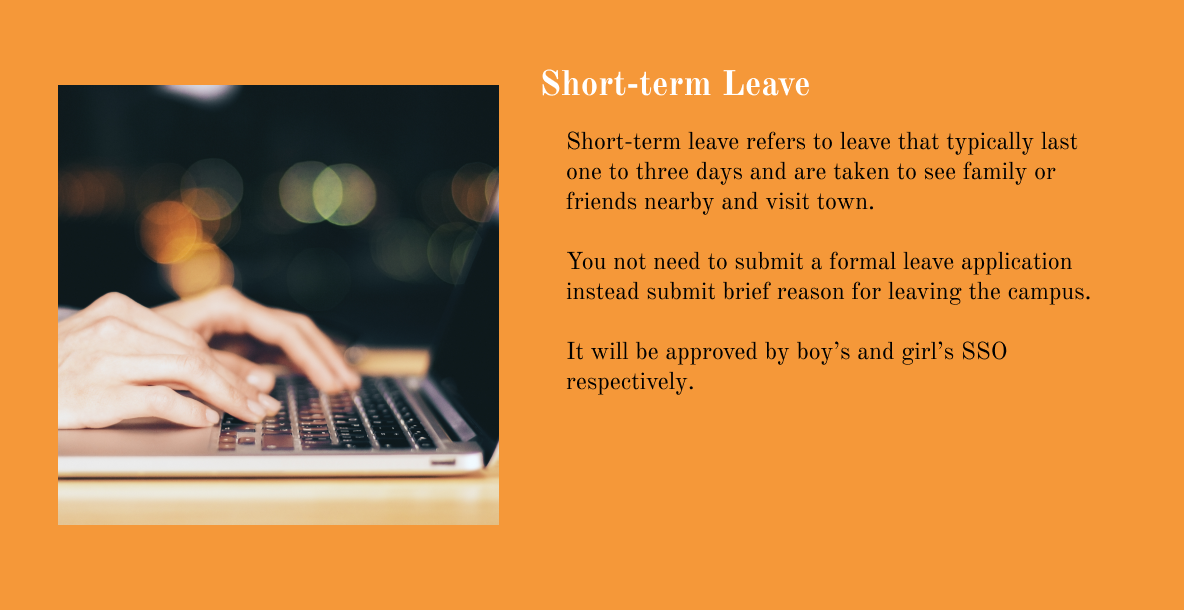 Short-term Leave
Short-term leave refers to leave that typically last
one to three days and are taken to see family or
friends nearby and visit town.
You not need to submit a formal leave application
instead submit brief reason for leaving the campus.
It will be approved by boy’s and girl’s SSO
respectively.